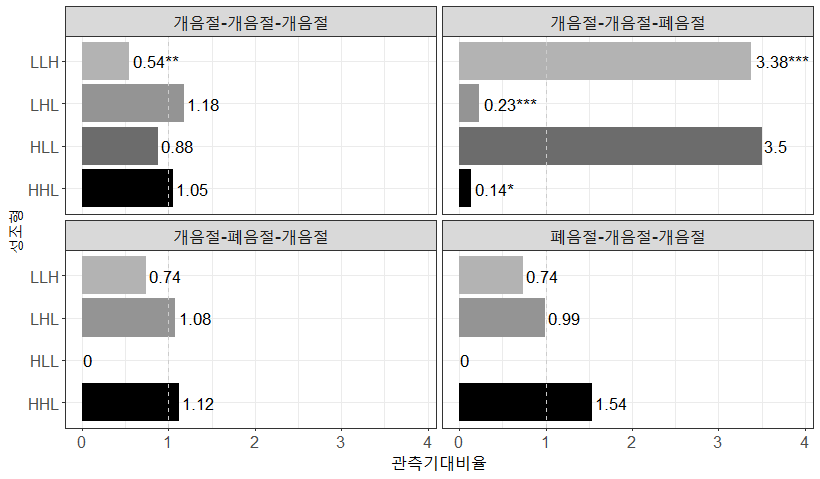 개음절-개음절-개음절
개음절-개음절-폐음절
LLH 0.54** 3.38***
LHL 1.18 0.23***
HLL 0.88 3.5
HHL 1.05 0.14*
성조형
개음절-폐음절-개음절
폐음절-개음절-개음절
LLH 0.74 0.74
LHL 1.08 0.99
HLL 0 0
HHL 1.12 1.54
0 1 2 3 4 0 1 2 3 4
관측기대비율